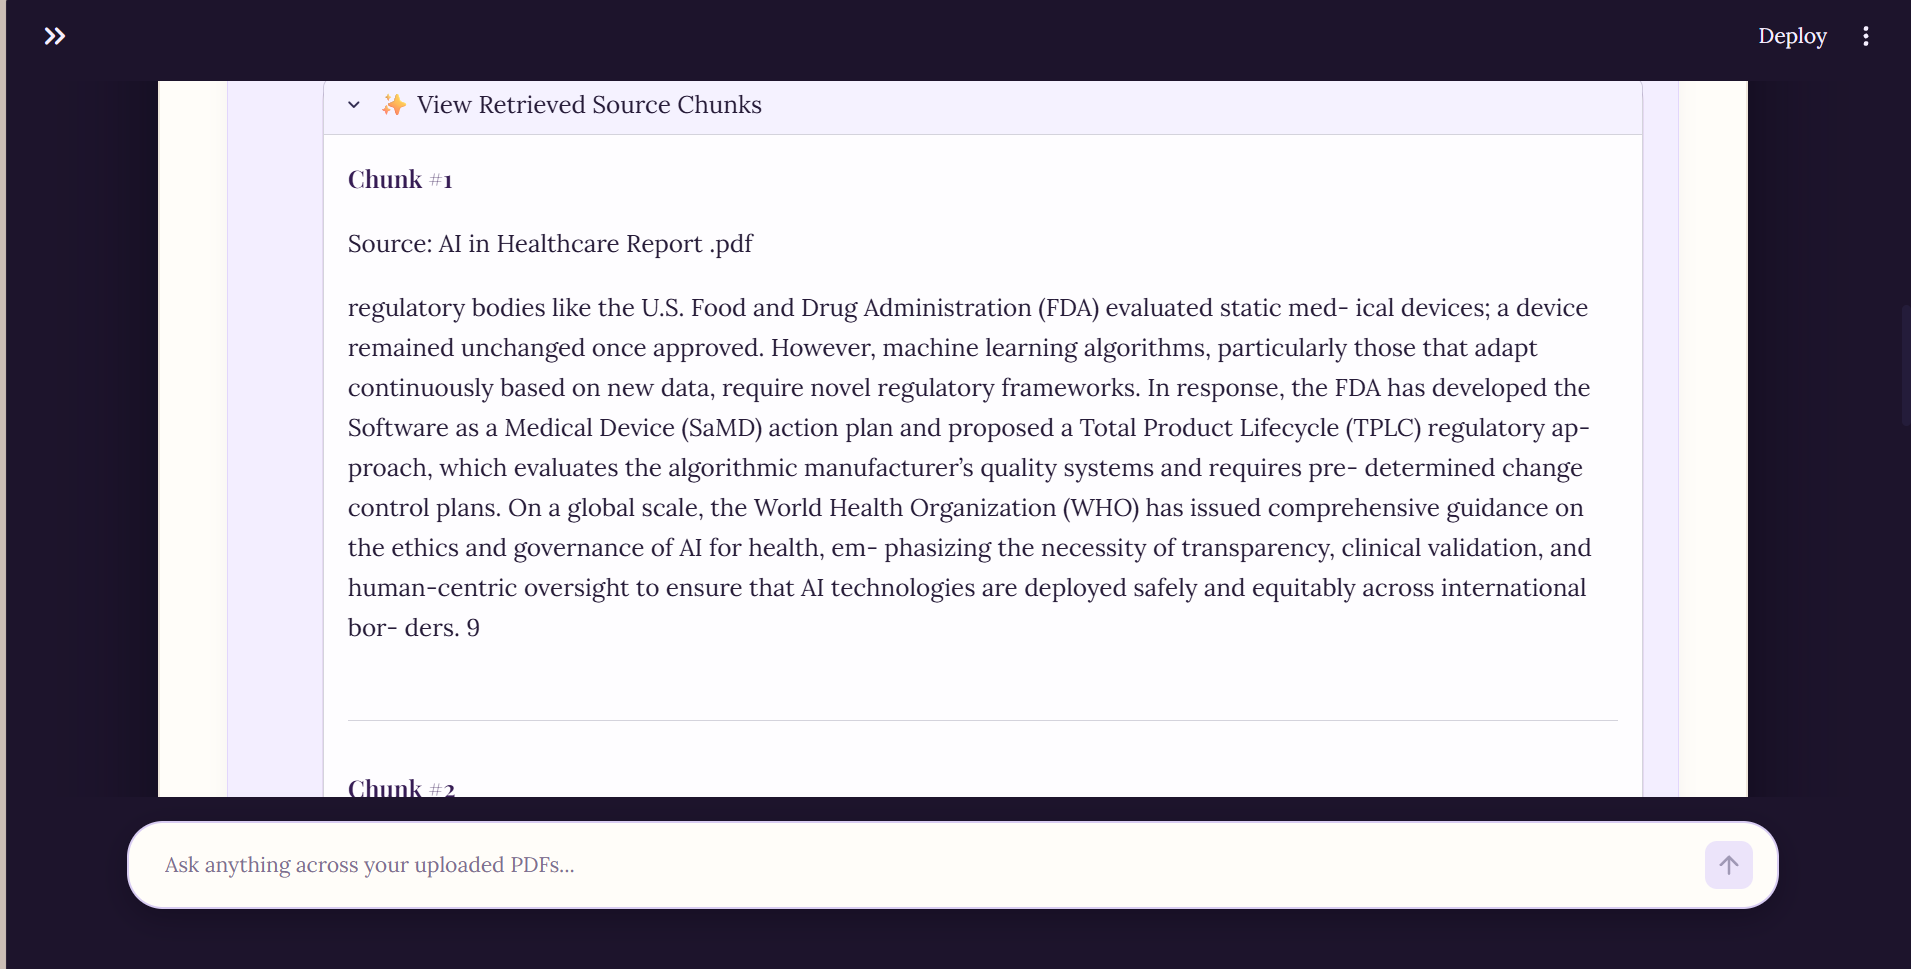 Deploy
✨ View Retrieved Source Chunks
Chunk #1
Source: AI in Healthcare Report .pdf
regulatory bodies like the U.S. Food and Drug Administration (FDA) evaluated static med- ical devices; a device
remained unchanged once approved. However, machine learning algorithms, particularly those that adapt
continuously based on new data, require novel regulatory frameworks. In response, the FDA has developed the
Software as a Medical Device (SaMD) action plan and proposed a Total Product Lifecycle (TPLC) regulatory ap-
proach, which evaluates the algorithmic manufacturer’s quality systems and requires pre- determined change
control plans. On a global scale, the World Health Organization (WHO) has issued comprehensive guidance on
the ethics and governance of AI for health, em- phasizing the necessity of transparency, clinical validation, and
human-centric oversight to ensure that AI technologies are deployed safely and equitably across international
bor- ders. 9
Chunk #2
Ask anything across your uploaded PDFs...